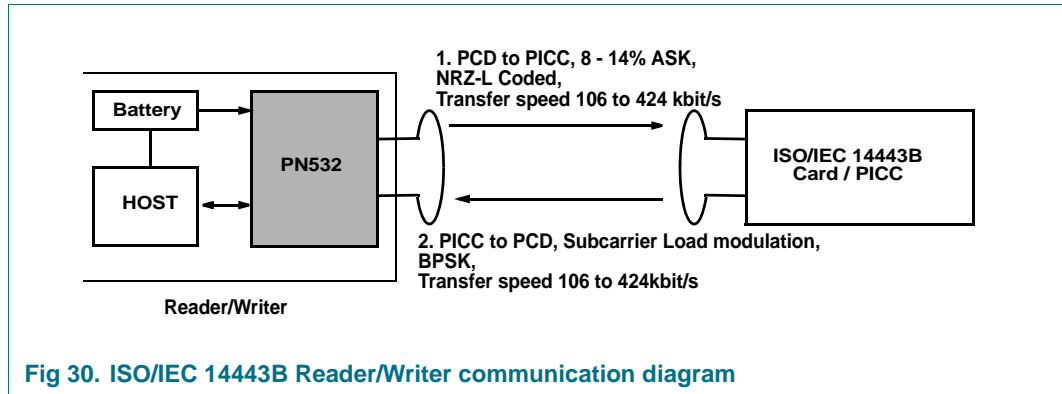 1. PCD to PICC, 8 - 14% ASK,
NRZ-L Coded,
Transfer speed 106 to 424 kbit/s
Battery
HOST
PN532
ISO/IEC 14443B
Card / PICC
2. PICC to PCD, Subcarrier Load modulation,
BPSK,
Transfer speed 106 to 424kbit/s
Reader/Writer
Fig 30. ISO/IEC 14443B Reader/Writer communication diagram